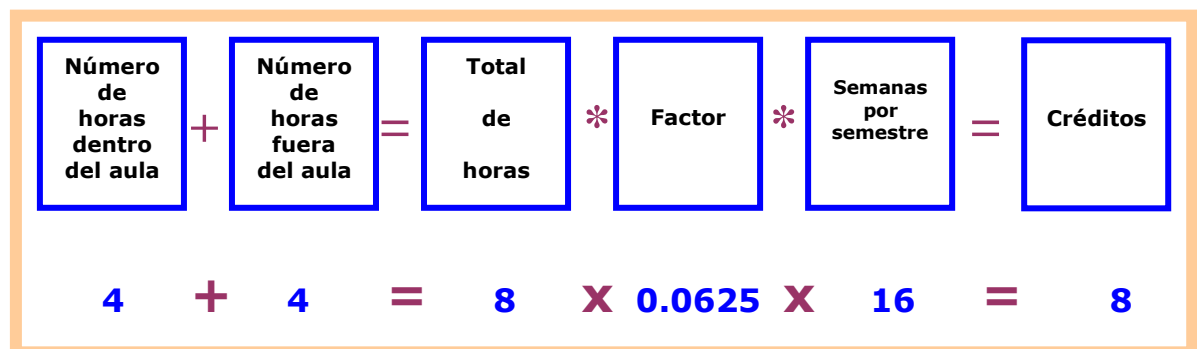 Número
de
horas
dentro
del aula
+
Número
de
horas
fuera
del aula
=
Total
de
horas
*
Factor
*
Semanas
por
semestre
=
Créditos
4 + 4 = 8 x 0.0625 x 16 = 8